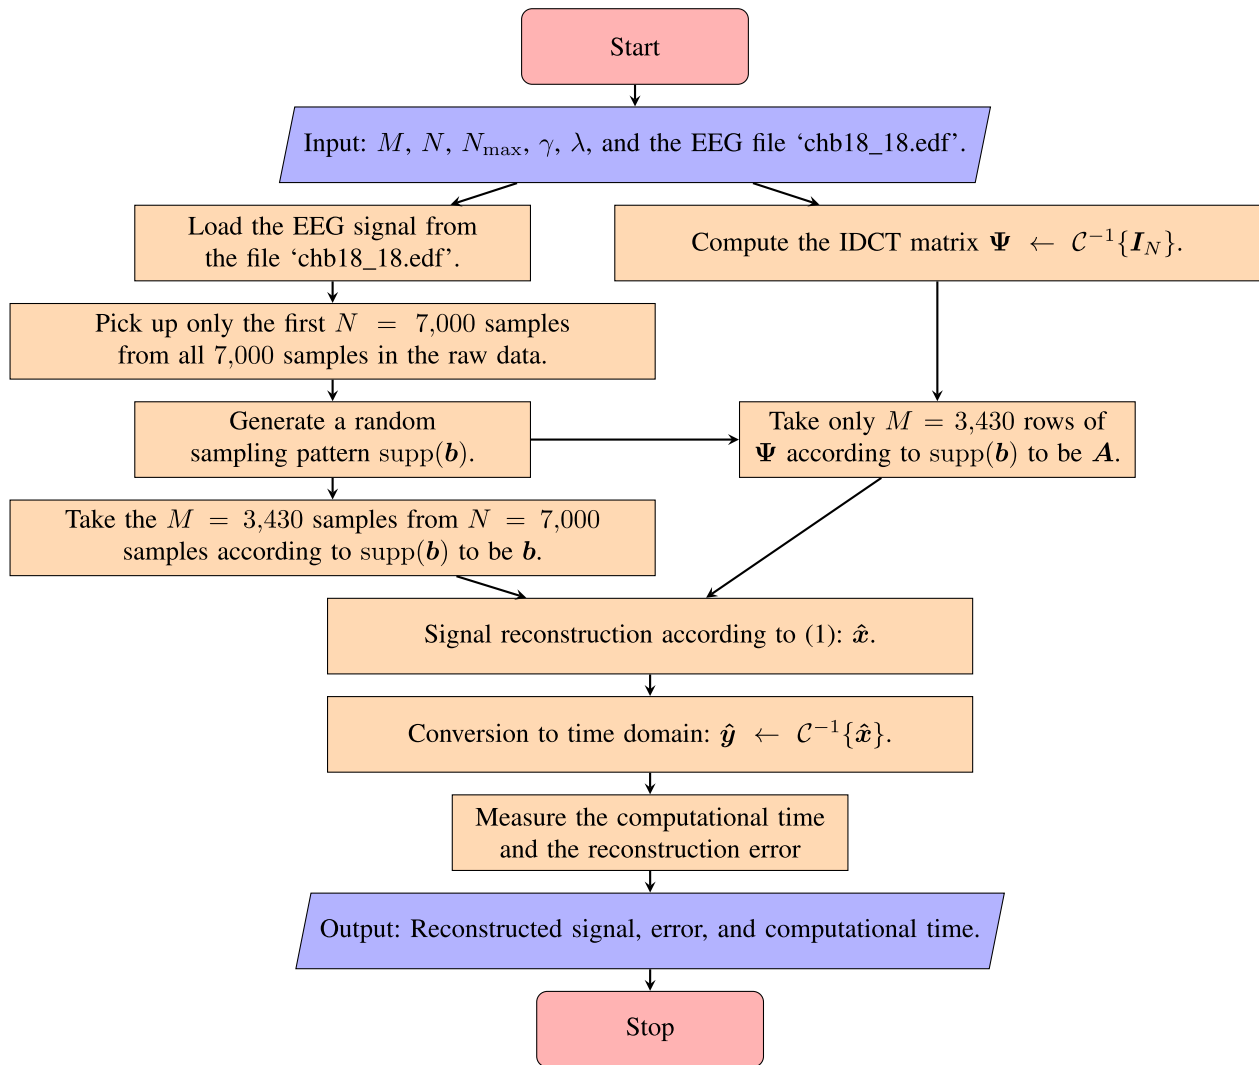 Start
Input: M, N, N_max, γ, λ, and the EEG file ‘chb18_18.edf’.
Load the EEG signal from
the file ‘chb18_18.edf’.
Compute the IDCT matrix Ψ ← 𝒞⁻¹{I_N}.
Pick up only the first N = 7,000 samples
from all 7,000 samples in the raw data.
Generate a random
sampling pattern supp(b).
Take only M = 3,430 rows of
Ψ according to supp(b) to be A.
Take the M = 3,430 samples from N = 7,000
samples according to supp(b) to be b.
Signal reconstruction according to (1): x̂.
Conversion to time domain: ŷ ← 𝒞⁻¹{x̂}.
Measure the computational time
and the reconstruction error
Output: Reconstructed signal, error, and computational time.
Stop